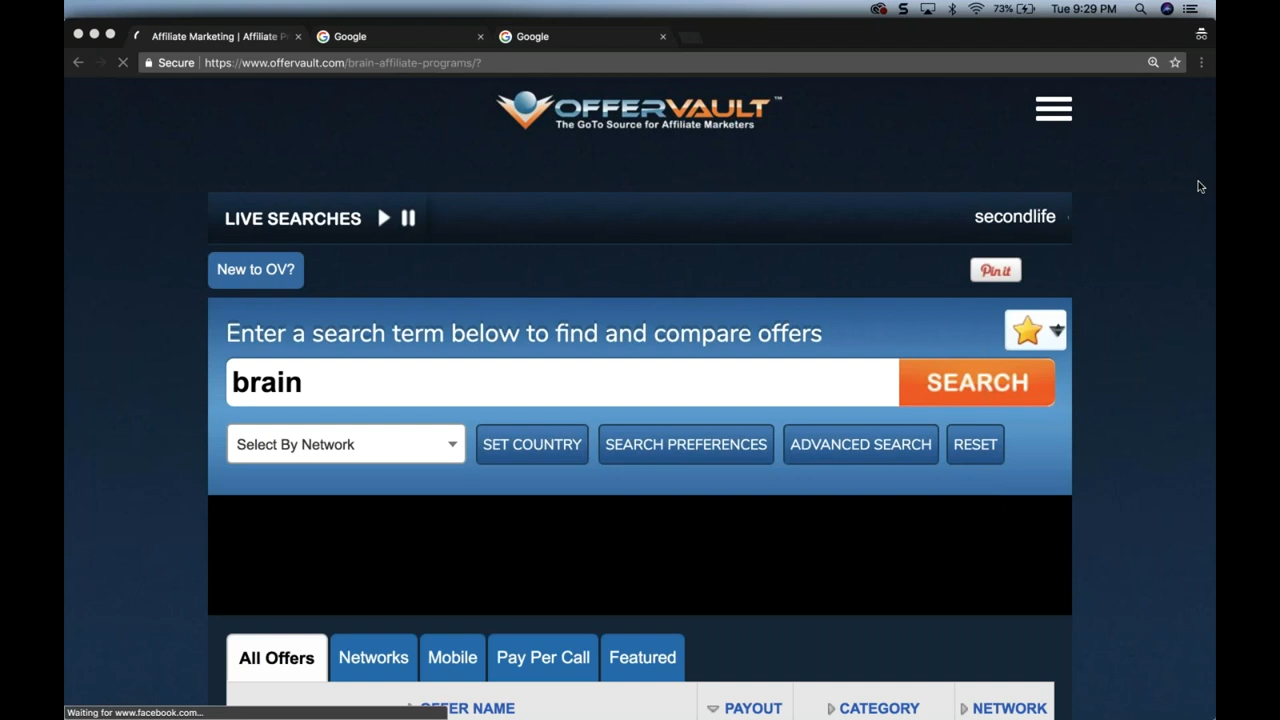 73%
Tue 9:29 PM
Affiliate Marketing | Affiliate P
Google
Google
Secure
https://www.offervault.com/brain-affiliate-programs/?
OFFERVAULT™
The GoTo Source for Affiliate Marketers
LIVE SEARCHES
secondlife
New to OV?
Pin it
Enter a search term below to find and compare offers
brain
SEARCH
Select By Network
SET COUNTRY
SEARCH PREFERENCES
ADVANCED SEARCH
RESET
All Offers
Networks
Mobile
Pay Per Call
Featured
OFFER NAME
PAYOUT
CATEGORY
NETWORK
Waiting for www.facebook.com...